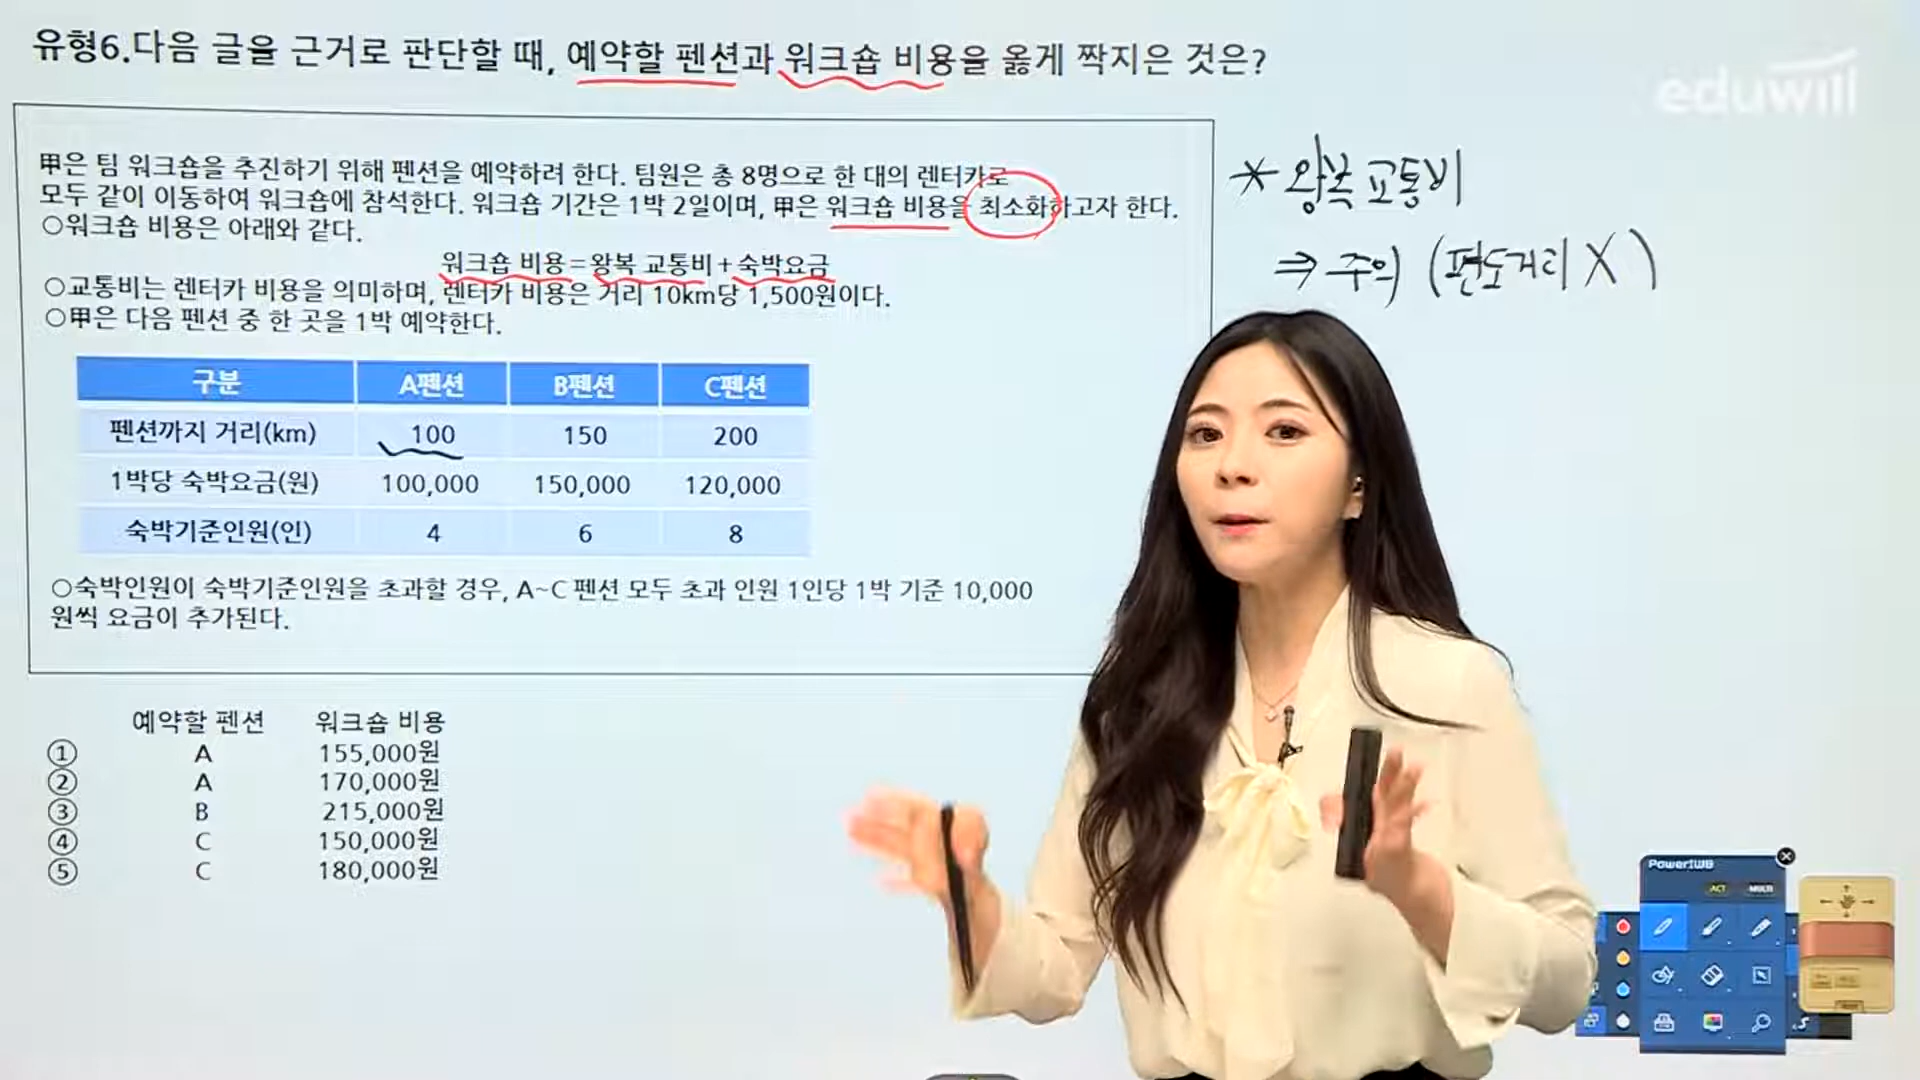 유형6.다음 글을 근거로 판단할 때, 예약할 펜션과 워크숍 비용을 옳게 짝지은 것은?
eduwill
甲은 팀 워크숍을 추진하기 위해 펜션을 예약하려 한다. 팀원은 총 8명으로 한 대의 렌터카로
모두 같이 이동하여 워크숍에 참석한다. 워크숍 기간은 1박 2일이며, 甲은 워크숍 비용을 최소화하고자 한다.
○워크숍 비용은 아래와 같다.
워크숍 비용=왕복 교통비+숙박요금
○교통비는 렌터카 비용을 의미하며, 렌터카 비용은 거리 10km당 1,500원이다.
○甲은 다음 펜션 중 한 곳을 1박 예약한다.
구분 A펜션 B펜션 C펜션
펜션까지 거리(km) 100 150 200
1박당 숙박요금(원) 100,000 150,000 120,000
숙박기준인원(인) 4 6 8
○숙박인원이 숙박기준인원을 초과할 경우, A~C 펜션 모두 초과 인원 1인당 1박 기준 10,000
원씩 요금이 추가된다.
예약할 펜션 워크숍 비용
① A 155,000원
② A 170,000원
③ B 215,000원
④ C 150,000원
⑤ C 180,000원
* 왕복 교통비
⇒ 주의 (편도거리 X)
PowerIWB
ACT MULTI